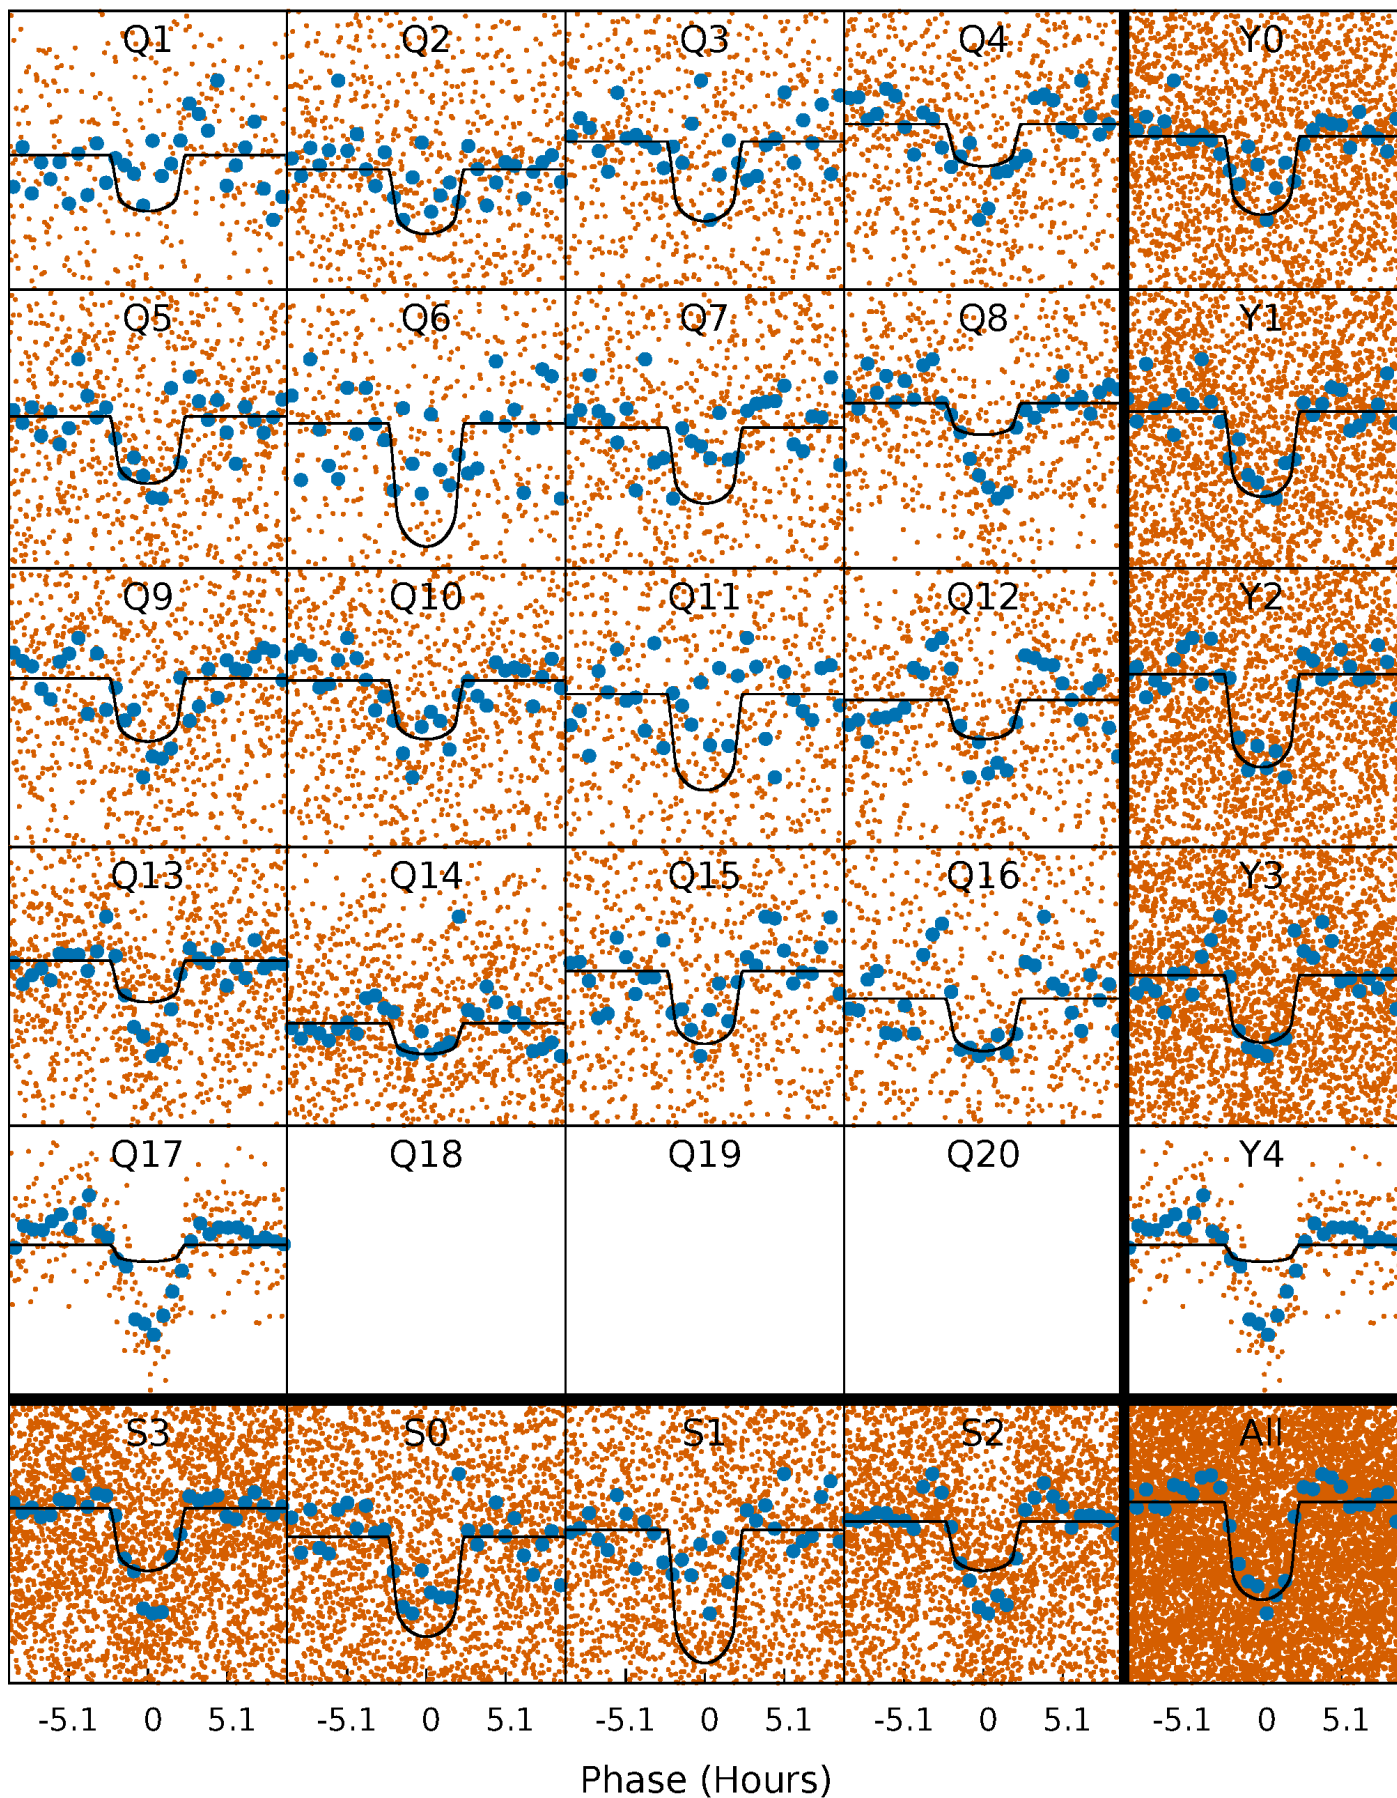 Q1 Q2 Q3 Q4 Y0
Q5 Q6 Q7 Q8 Y1
Q9 Q10 Q11 Q12 Y2
Q13 Q14 Q15 Q16 Y3
Q17 Q18 Q19 Q20 Y4
S3 S0 S1 S2 All
-5.1 0 5.1 -5.1 0 5.1 -5.1 0 5.1 -5.1 0 5.1 -5.1 0 5.1
Phase (Hours)